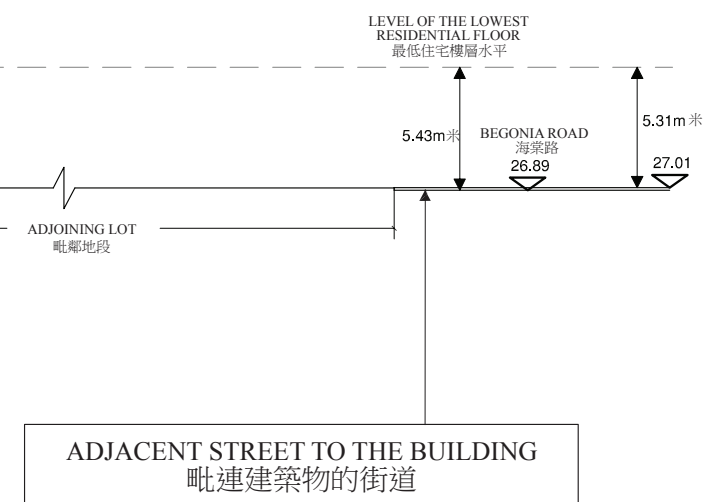 LEVEL OF THE LOWEST
RESIDENTIAL FLOOR
最低住宅樓層水平
5.43m米
BEGONIA ROAD
海棠路
26.89
5.31m米
27.01
ADJOINING LOT
毗鄰地段
ADJACENT STREET TO THE BUILDING
毗連建築物的街道